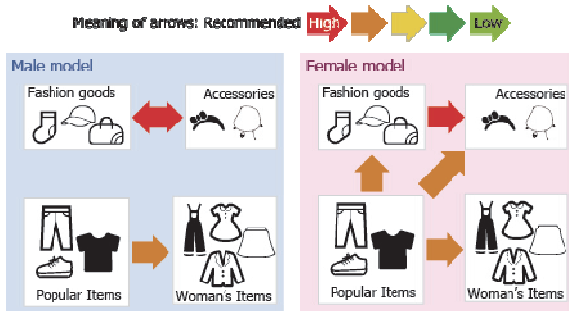 Meaning of arrows: Recommended High Low
Male model
Fashion goods
Accessories
Popular Items
Woman's Items
Female model
Fashion goods
Accessories
Popular Items
Woman's Items